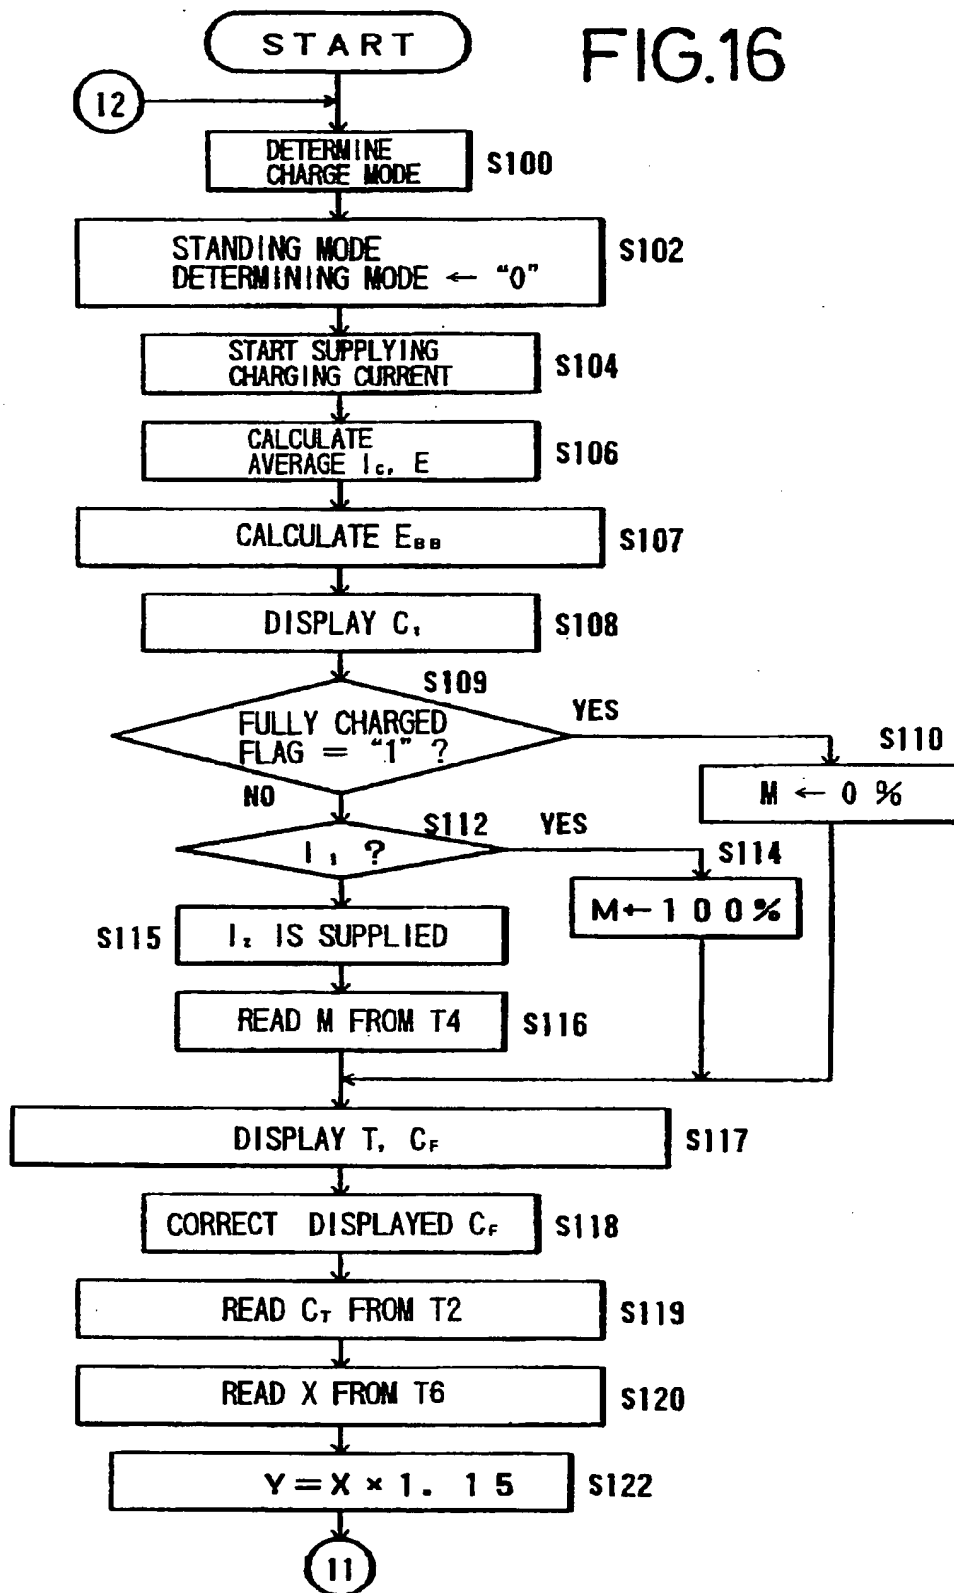 FIG.16
START
12
DETERMINE
CHARGE MODE
S100
STANDING MODE
DETERMINING MODE ← “0”
S102
START SUPPLYING
CHARGING CURRENT
S104
CALCULATE
AVERAGE Ic, E
S106
CALCULATE EBB
S107
DISPLAY C₁
S108
S109
FULLY CHARGED
FLAG = “1” ?
YES
NO
S110
M ← 0 %
S112
I₁ ?
YES
S114
M←100%
S115
I₂ IS SUPPLIED
READ M FROM T4
S116
DISPLAY T, CF
S117
CORRECT DISPLAYED CF
S118
READ CT FROM T2
S119
READ X FROM T6
S120
Y=X×1.15
S122
11